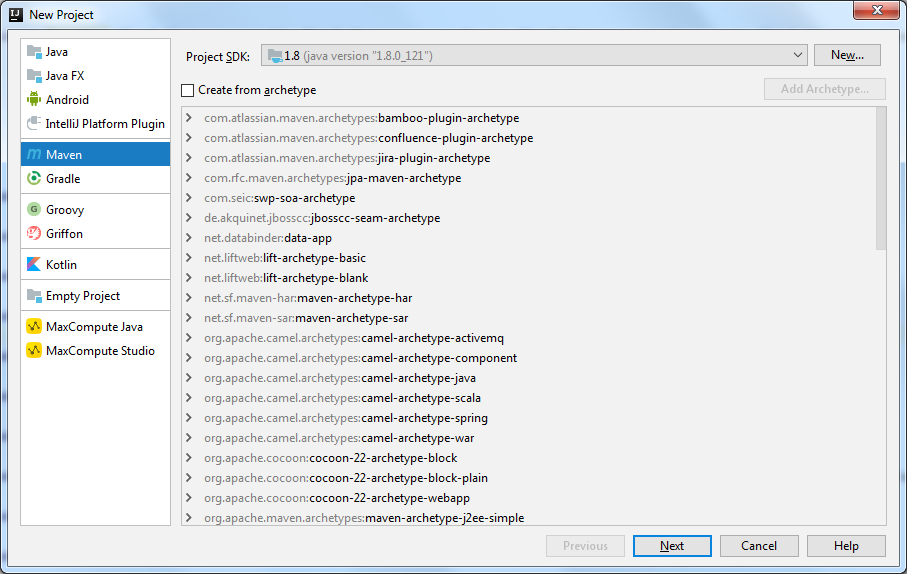 New Project
Java
Java FX
Android
IntelliJ Platform Plugin
Maven
Gradle
Groovy
Griffon
Kotlin
Empty Project
MaxCompute Java
MaxCompute Studio
Project SDK: 1.8 (java version "1.8.0_121") New...
Create from archetype Add Archetype...
com.atlassian.maven.archetypes:bamboo-plugin-archetype
com.atlassian.maven.archetypes:confluence-plugin-archetype
com.atlassian.maven.archetypes:jira-plugin-archetype
com.rfc.maven.archetypes:jpa-maven-archetype
com.seic:swp-soa-archetype
de.akquinet.jbosscc:jbosscc-seam-archetype
net.databinder:data-app
net.liftweb:lift-archetype-basic
net.liftweb:lift-archetype-blank
net.sf.maven-har:maven-archetype-har
net.sf.maven-sar:maven-archetype-sar
org.apache.camel.archetypes:camel-archetype-activemq
org.apache.camel.archetypes:camel-archetype-component
org.apache.camel.archetypes:camel-archetype-java
org.apache.camel.archetypes:camel-archetype-scala
org.apache.camel.archetypes:camel-archetype-spring
org.apache.camel.archetypes:camel-archetype-war
org.apache.cocoon:cocoon-22-archetype-block
org.apache.cocoon:cocoon-22-archetype-block-plain
org.apache.cocoon:cocoon-22-archetype-webapp
org.apache.maven.archetypes:maven-archetype-j2ee-simple
Previous Next Cancel Help